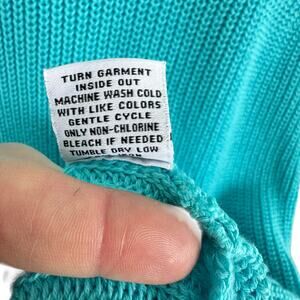 TURN GARMENT
INSIDE OUT
MACHINE WASH COLD
WITH LIKE COLORS
GENTLE CYCLE
ONLY NON-CHLORINE
BLEACH IF NEEDED
TUMBLE DRY LOW